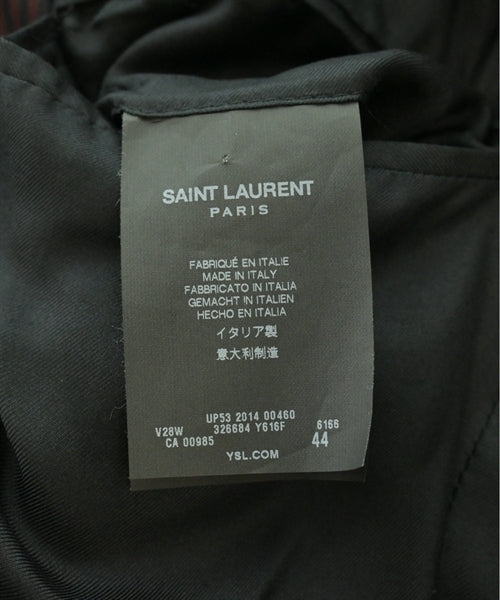 SAINT LAURENT
PARIS
FABRIQUÉ EN ITALIE
MADE IN ITALY
FABBRICATO IN ITALIA
GEMACHT IN ITALIEN
HECHO EN ITALIA
イタリア製
意大利制造
UP53 2014 00460
V28W 326684 Y616F 6166
CA 00985 44
YSL.COM